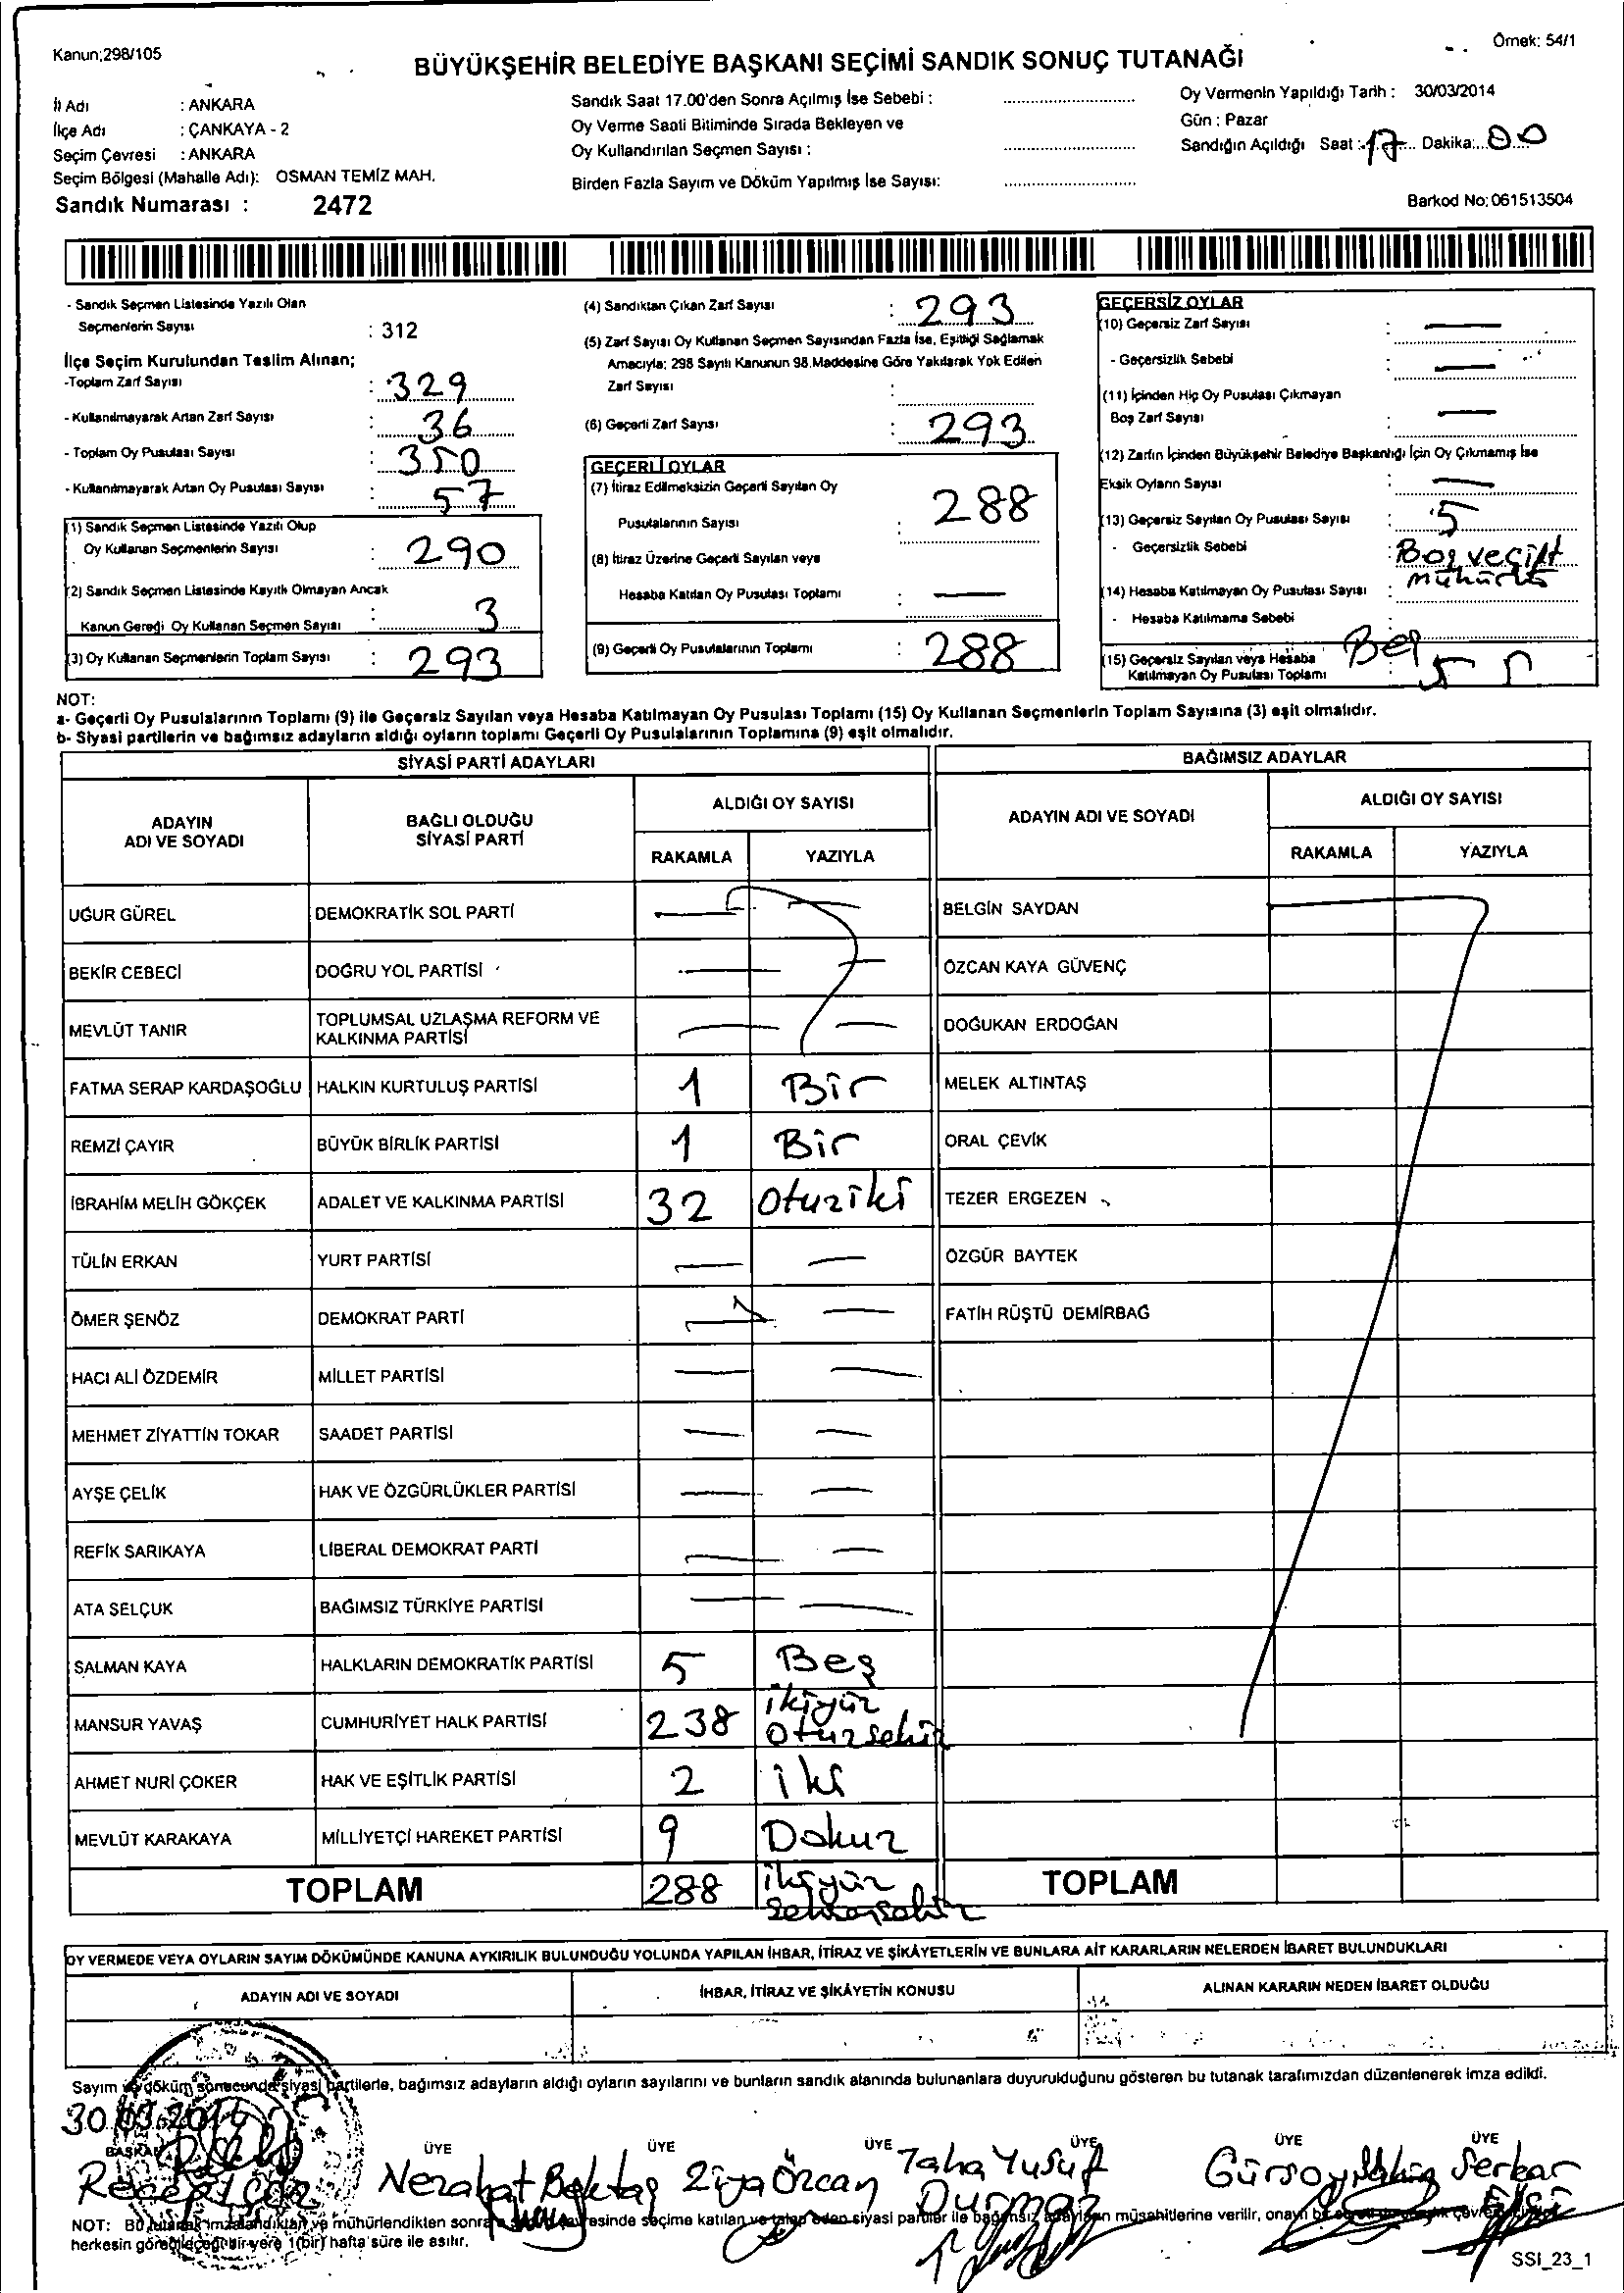 Kanun;298/105
Örnek: 54/1
BÜYÜKŞEHİR BELEDİYE BAŞKANI SEÇİMİ SANDIK SONUÇ TUTANAĞI
İl Adı : ANKARA
İlçe Adı : ÇANKAYA - 2
Seçim Çevresi : ANKARA
Seçim Bölgesi (Mahalle Adı): OSMAN TEMİZ MAH.
Sandık Numarası : 2472
Sandık Saat 17.00'den Sonra Açılmış İse Sebebi :
Oy Verme Saati Bitiminde Sırada Bekleyen ve
Oy Kullandırılan Seçmen Sayısı :
Birden Fazla Sayım ve Döküm Yapılmış İse Sayısı:
Oy Vermenin Yapıldığı Tarih : 30/03/2014
Gün : Pazar
Sandığın Açıldığı Saat : 17 Dakika: 00
Barkod No: 061513504
- Sandık Seçmen Listesinde Yazılı Olan
Seçmenlerin Sayısı : 312
İlçe Seçim Kurulundan Teslim Alınan;
-Toplam Zarf Sayısı : 329
- Kullanılmayarak Artan Zarf Sayısı : 36
- Toplam Oy Pusulası Sayısı : 350
- Kullanılmayarak Artan Oy Pusulası Sayısı : 57
(1) Sandık Seçmen Listesinde Yazılı Olup
Oy Kullanan Seçmenlerin Sayısı : 290
(2) Sandık Seçmen Listesinde Kayıtlı Olmayan Ancak
Kanun Gereği Oy Kullanan Seçmen Sayısı : 3
(3) Oy Kullanan Seçmenlerin Toplam Sayısı : 293
(4) Sandıktan Çıkan Zarf Sayısı : 293
(5) Zarf Sayısı Oy Kullanan Seçmen Sayısından Fazla İse, Eşitliği Sağlamak
Amacıyla; 298 Sayılı Kanunun 98.Maddesine Göre Yakılarak Yok Edilen
Zarf Sayısı :
(6) Geçerli Zarf Sayısı : 293
GEÇERLİ OYLAR
(7) İtiraz Edilmeksizin Geçerli Sayılan Oy
Pusulalarının Sayısı : 288
(8) İtiraz Üzerine Geçerli Sayılan veya
Hesaba Katılan Oy Pusulası Toplamı : —
(9) Geçerli Oy Pusulalarının Toplamı : 288
GEÇERSİZ OYLAR
(10) Geçersiz Zarf Sayısı : —
- Geçersizlik Sebebi : —
(11) İçinden Hiç Oy Pusulası Çıkmayan
Boş Zarf Sayısı : —
(12) Zarfın İçinden Büyükşehir Belediye Başkanlığı İçin Oy Çıkmamış İse
Eksik Oyların Sayısı : —
(13) Geçersiz Sayılan Oy Pusulası Sayısı : 5
- Geçersizlik Sebebi : Boş ve çift
mühürlü
(14) Hesaba Katılmayan Oy Pusulası Sayısı :
- Hesaba Katılmama Sebebi
(15) Geçersiz Sayılan veya Hesaba
Katılmayan Oy Pusulası Toplamı : Beş 5
NOT:
a- Geçerli Oy Pusulalarının Toplamı (9) ile Geçersiz Sayılan veya Hesaba Katılmayan Oy Pusulası Toplamı (15) Oy Kullanan Seçmenlerin Toplam Sayısına (3) eşit olmalıdır.
b- Siyasi partilerin ve bağımsız adayların aldığı oyların toplamı Geçerli Oy Pusulalarının Toplamına (9) eşit olmalıdır.
SİYASİ PARTİ ADAYLARI
BAĞIMSIZ ADAYLAR
ADAYIN ADI VE SOYADI
BAĞLI OLDUĞU SİYASİ PARTİ
ALDIĞI OY SAYISI
RAKAMLA YAZIYLA
ADAYIN ADI VE SOYADI
ALDIĞI OY SAYISI
RAKAMLA YAZIYLA
UĞUR GÜREL DEMOKRATİK SOL PARTİ — — BELGİN SAYDAN
BEKİR CEBECİ DOĞRU YOL PARTİSİ — — ÖZCAN KAYA GÜVENÇ
MEVLÜT TANIR TOPLUMSAL UZLAŞMA REFORM VE KALKINMA PARTİSİ — — DOĞUKAN ERDOĞAN
FATMA SERAP KARDAŞOĞLU HALKIN KURTULUŞ PARTİSİ 1 Bir MELEK ALTINTAŞ
REMZİ ÇAYIR BÜYÜK BİRLİK PARTİSİ 1 Bir ORAL ÇEVİK
İBRAHİM MELİH GÖKÇEK ADALET VE KALKINMA PARTİSİ 32 Otuziki TEZER ERGEZEN
TÜLİN ERKAN YURT PARTİSİ — — ÖZGÜR BAYTEK
ÖMER ŞENÖZ DEMOKRAT PARTİ — — FATİH RÜŞTÜ DEMİRBAĞ
HACI ALİ ÖZDEMİR MİLLET PARTİSİ — —
MEHMET ZİYATTİN TOKAR SAADET PARTİSİ — —
AYŞE ÇELİK HAK VE ÖZGÜRLÜKLER PARTİSİ — —
REFİK SARIKAYA LİBERAL DEMOKRAT PARTİ — —
ATA SELÇUK BAĞIMSIZ TÜRKİYE PARTİSİ — —
SALMAN KAYA HALKLARIN DEMOKRATİK PARTİSİ 5 Beş
MANSUR YAVAŞ CUMHURİYET HALK PARTİSİ 238 ikiyüz Otuzsekiz
AHMET NURİ ÇOKER HAK VE EŞİTLİK PARTİSİ 2 iki
MEVLÜT KARAKAYA MİLLİYETÇİ HAREKET PARTİSİ 9 Dokuz
TOPLAM 288 ikiyüz Seksensekiz TOPLAM
OY VERMEDE VEYA OYLARIN SAYIM DÖKÜMÜNDE KANUNA AYKIRILIK BULUNDUĞU YOLUNDA YAPILAN İHBAR, İTİRAZ VE ŞİKÂYETLERİN VE BUNLARA AİT KARARLARIN NELERDEN İBARET BULUNDUKLARI
ADAYIN ADI VE SOYADI İHBAR, İTİRAZ VE ŞİKÂYETİN KONUSU ALINAN KARARIN NEDEN İBARET OLDUĞU
Sayım ve döküm sonucunda siyasi partilerle, bağımsız adayların aldığı oyların sayılarını ve bunların sandık alanında bulunanlara duyurulduğunu gösteren bu tutanak tarafımızdan düzenlenerek imza edildi.
30.03.2014
BAŞKAN ÜYE ÜYE ÜYE ÜYE ÜYE ÜYE
Recep Nezahat Bektaş Ziya Özcan Taha Yusuf Durmaz Gürsoy Serkan
NOT: Bu tutanak imzalandıktan ve mühürlendikten sonra seçime katılan ve talep eden siyasi partiler ile bağımsız adayların müşahitlerine verilir,
herkesin görebileceği bir yere 1(bir) hafta süre ile asılır.
SSI_23_1